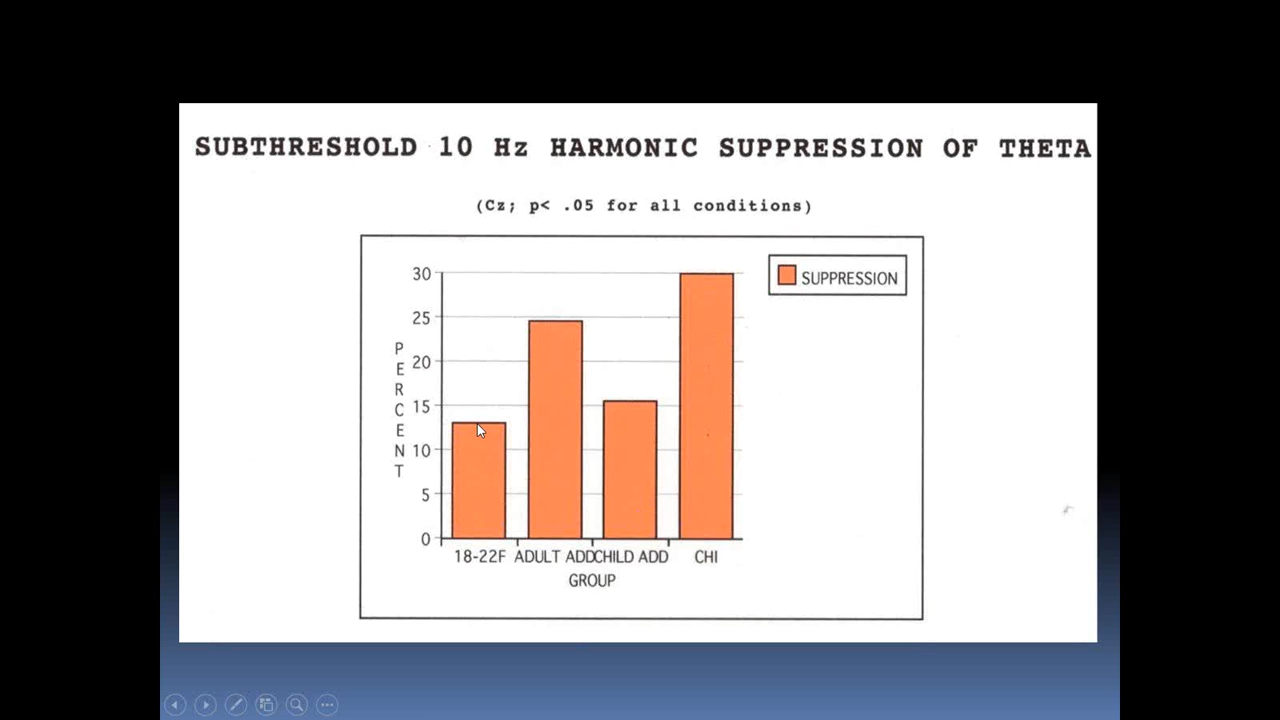 SUBTHRESHOLD 10 Hz HARMONIC SUPPRESSION OF THETA
(Cz; p< .05 for all conditions)
SUPPRESSION
30
25
20
15
10
5
0
PERCENT
18-22F ADULT ADD CHILD ADD CHI
GROUP